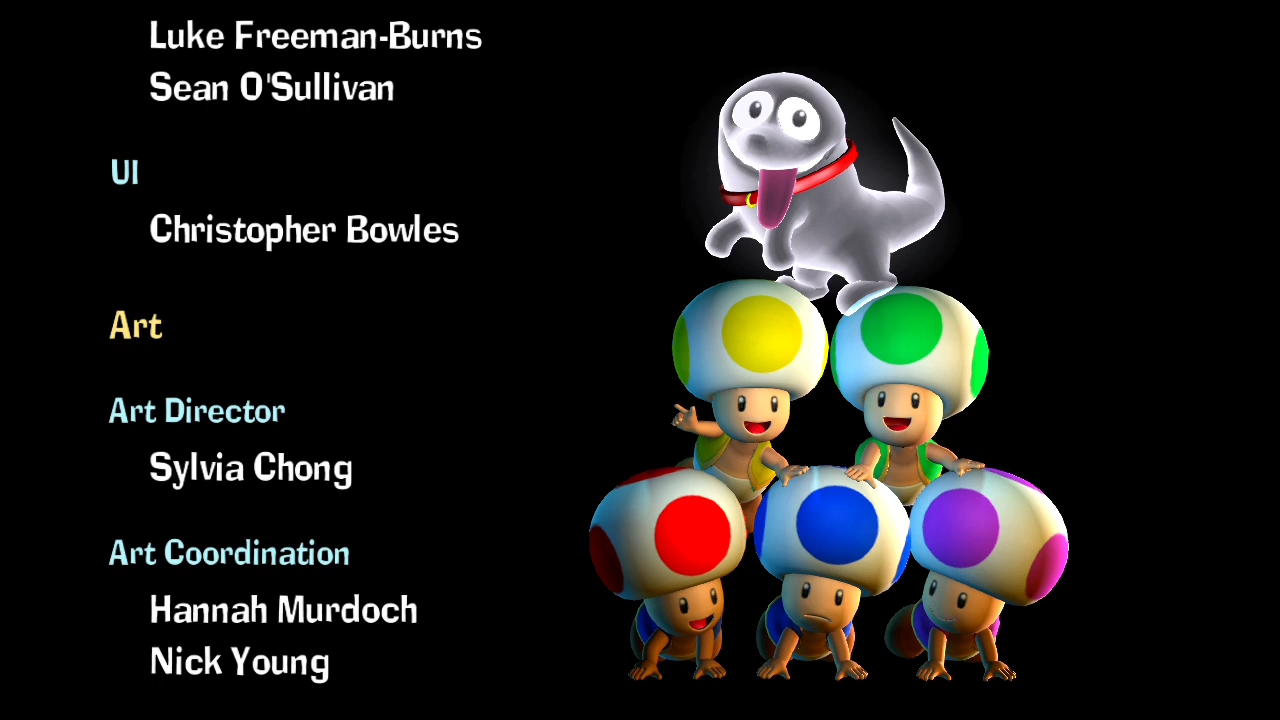 Luke Freeman-Burns
Sean O'Sullivan
UI
Christopher Bowles
Art
Art Director
Sylvia Chong
Art Coordination
Hannah Murdoch
Nick Young